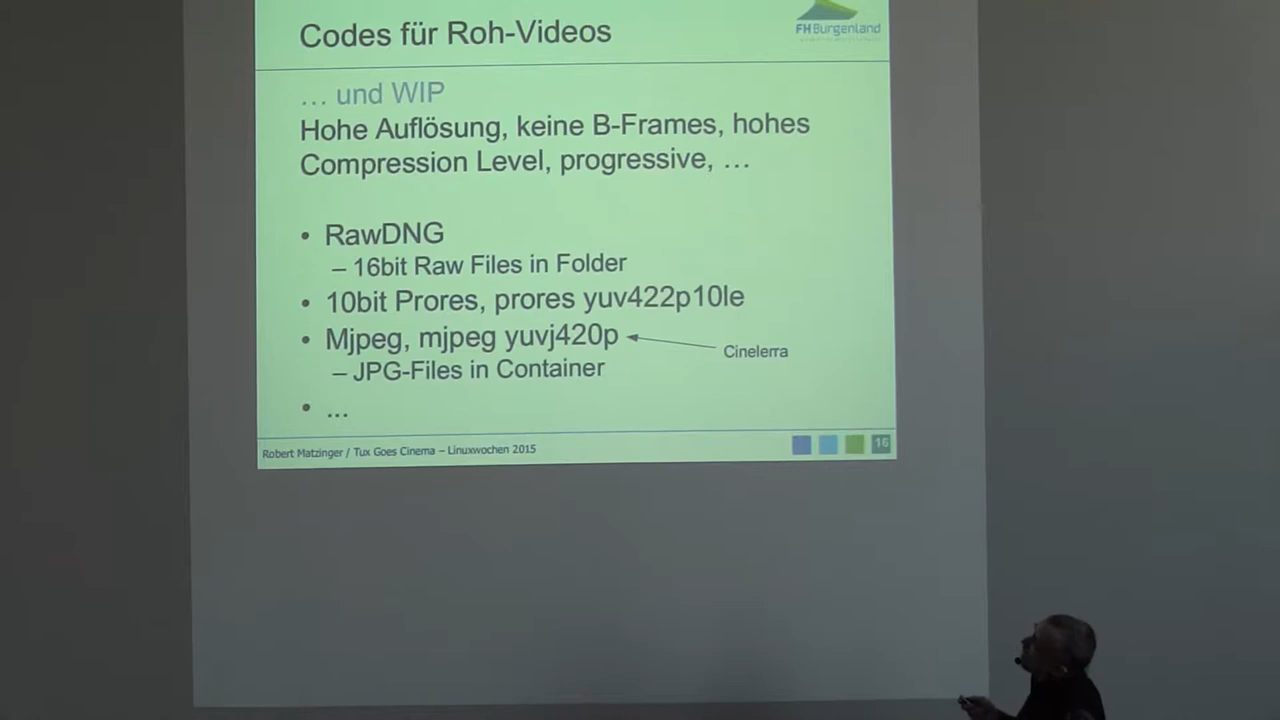 Codes für Roh-Videos
FH Burgenland
... und WIP
Hohe Auflösung, keine B-Frames, hohes
Compression Level, progressive, ...
• RawDNG
– 16bit Raw Files in Folder
• 10bit Prores, prores yuv422p10le
• Mjpeg, mjpeg yuvj420p
Cinelerra
– JPG-Files in Container
• ...
Robert Matzinger / Tux Goes Cinema – Linuxwochen 2015
16